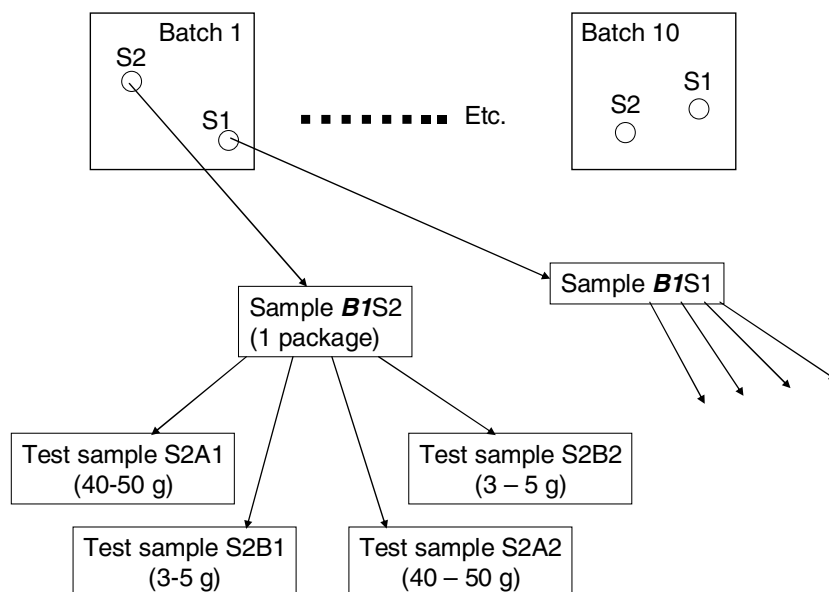 Batch 1
S2
S1
Etc.
Batch 10
S1
S2
Sample B1S2
(1 package)
Sample B1S1
Test sample S2A1
(40-50 g)
Test sample S2B2
(3 – 5 g)
Test sample S2B1
(3-5 g)
Test sample S2A2
(40 – 50 g)